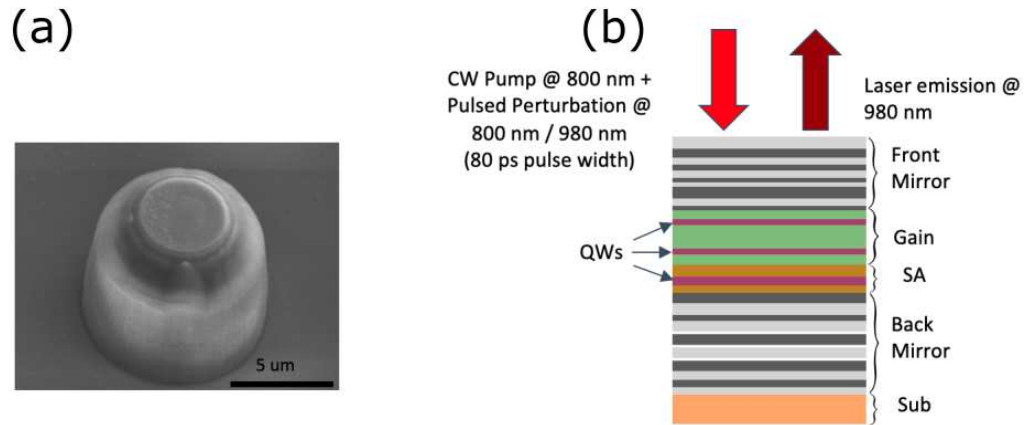 (a)
5 um
(b)
CW Pump @ 800 nm +
Pulsed Perturbation @
800 nm / 980 nm
(80 ps pulse width)
Laser emission @
980 nm
Front
Mirror
QWs
Gain
SA
Back
Mirror
Sub